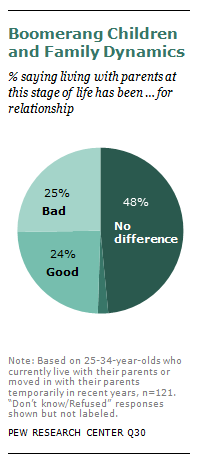 Boomerang Children
and Family Dynamics
% saying living with parents at
this stage of life has been ... for
relationship
25%
Bad
48%
No
difference
24%
Good
Note: Based on 25-34-year-olds who
currently live with their parents or
moved in with their parents
temporarily in recent years, n=121.
"Don't know/Refused" responses
shown but not labeled.
PEW RESEARCH CENTER Q30